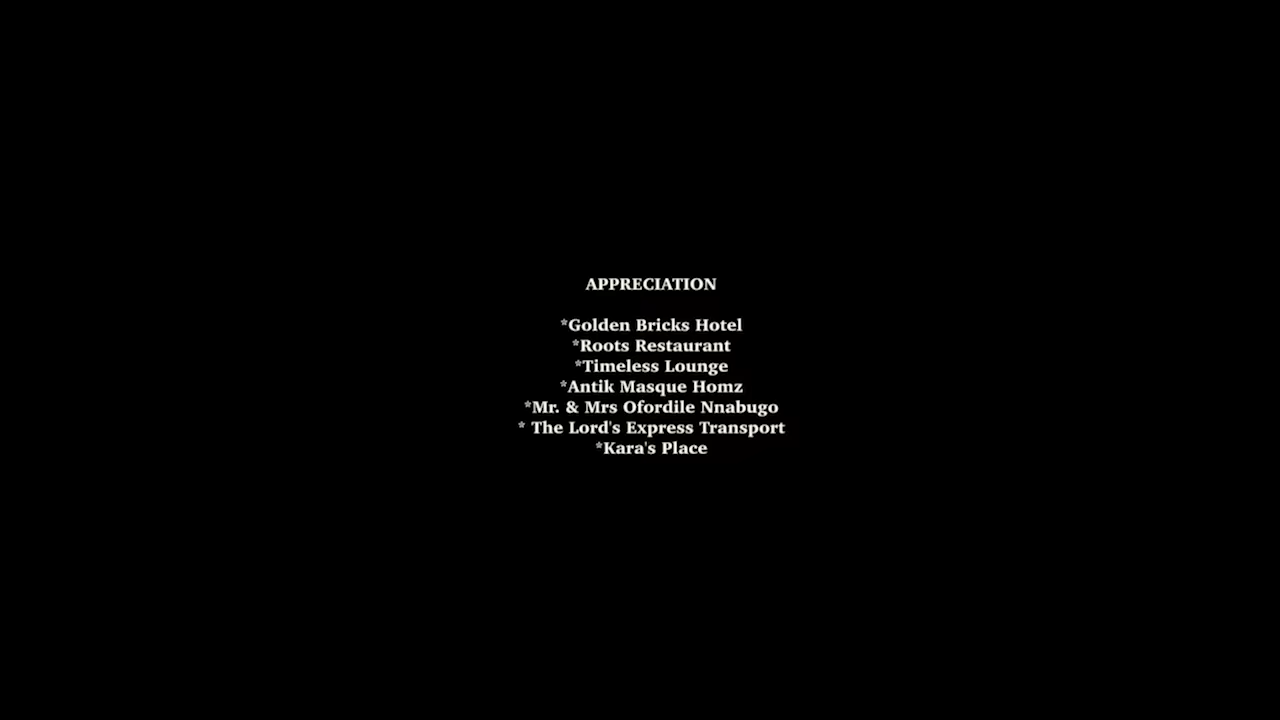 APPRECIATION
*Golden Bricks Hotel
*Roots Restaurant
*Timeless Lounge
*Antik Masque Homz
*Mr. & Mrs Ofordile Nnabugo
* The Lord's Express Transport
*Kara's Place